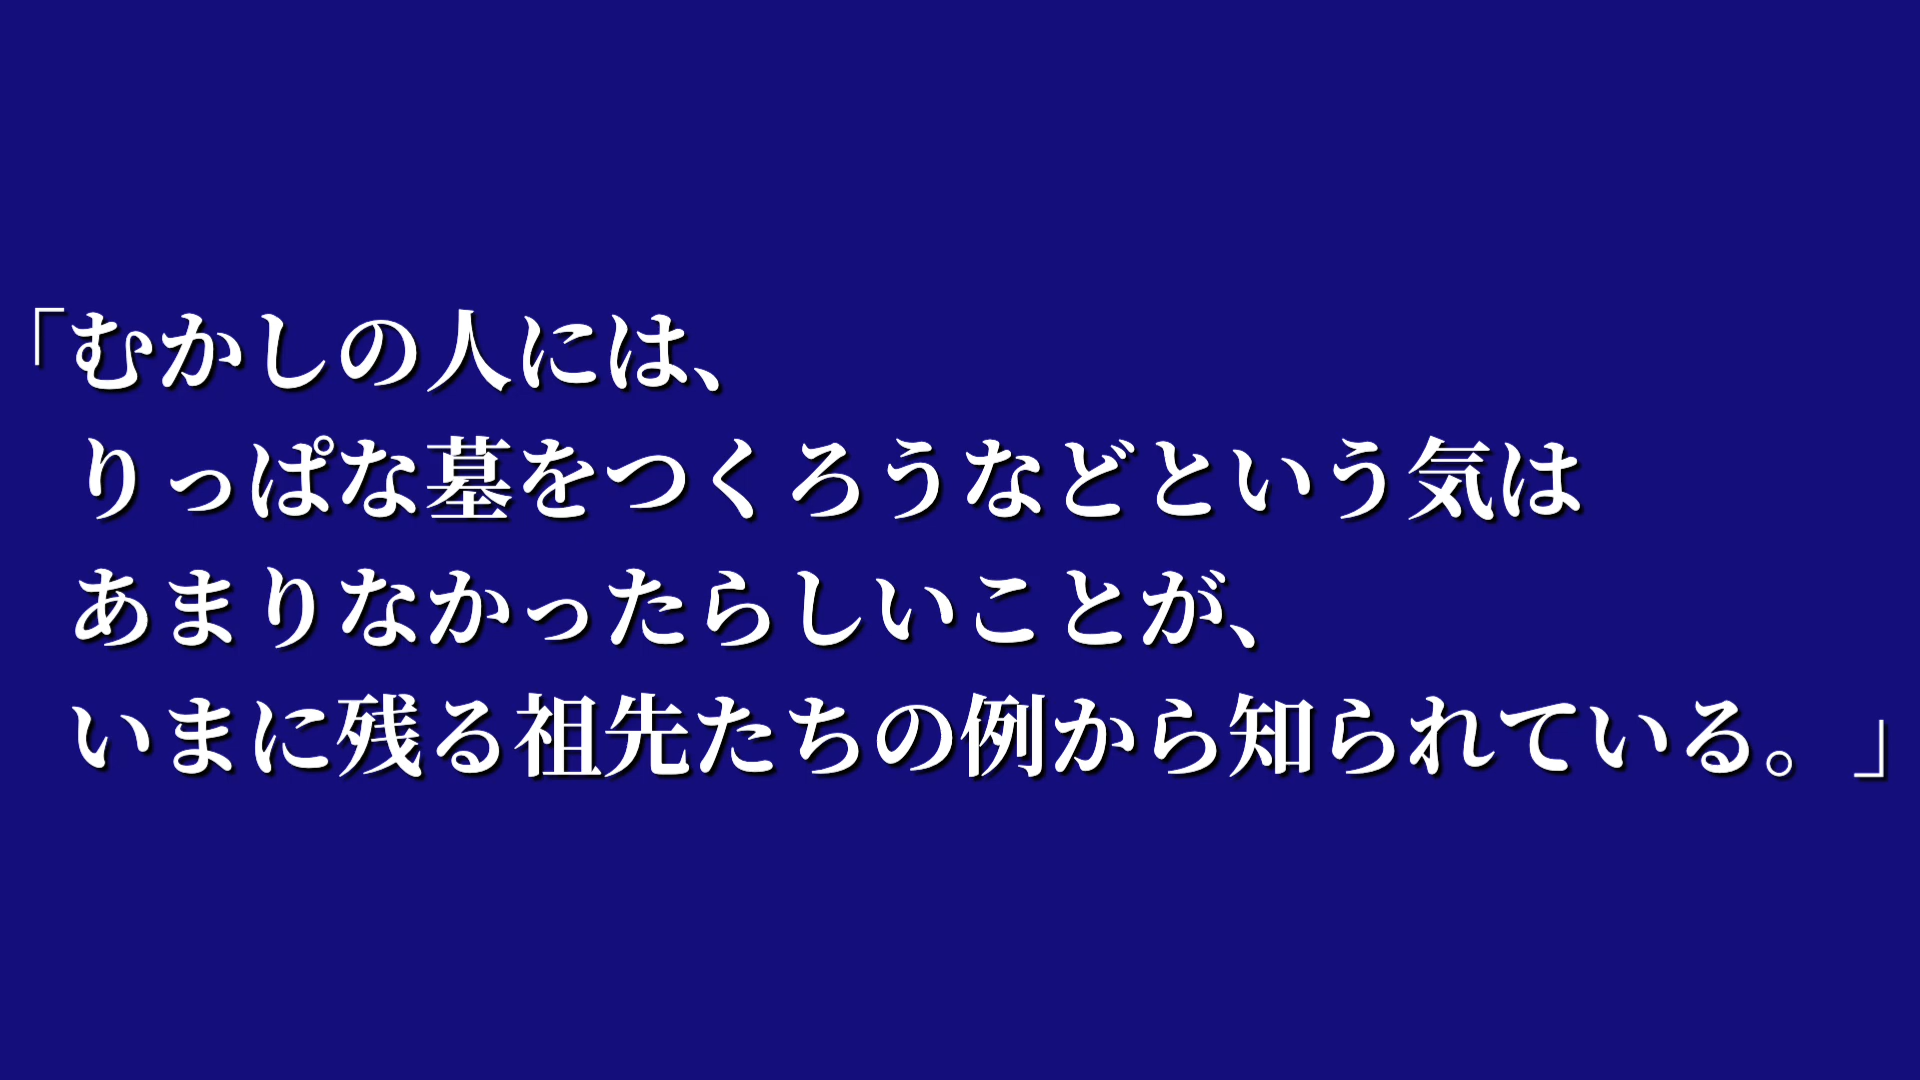 「むかしの人には、
りっぱな墓をつくろうなどという気は
あまりなかったらしいことが、
いまに残る祖先たちの例から知られている。」